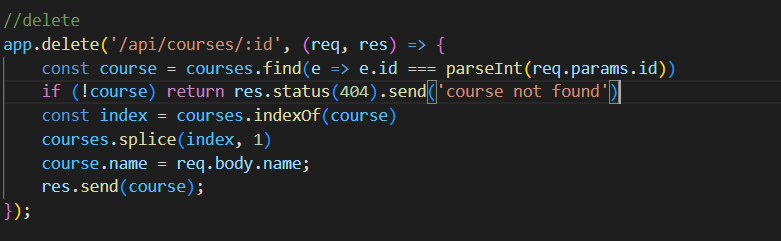 //delete
app.delete('/api/courses/:id', (req, res) => {
    const course = courses.find(e => e.id === parseInt(req.params.id))
    if (!course) return res.status(404).send('course not found')
    const index = courses.indexOf(course)
    courses.splice(index, 1)
    course.name = req.body.name;
    res.send(course);
});